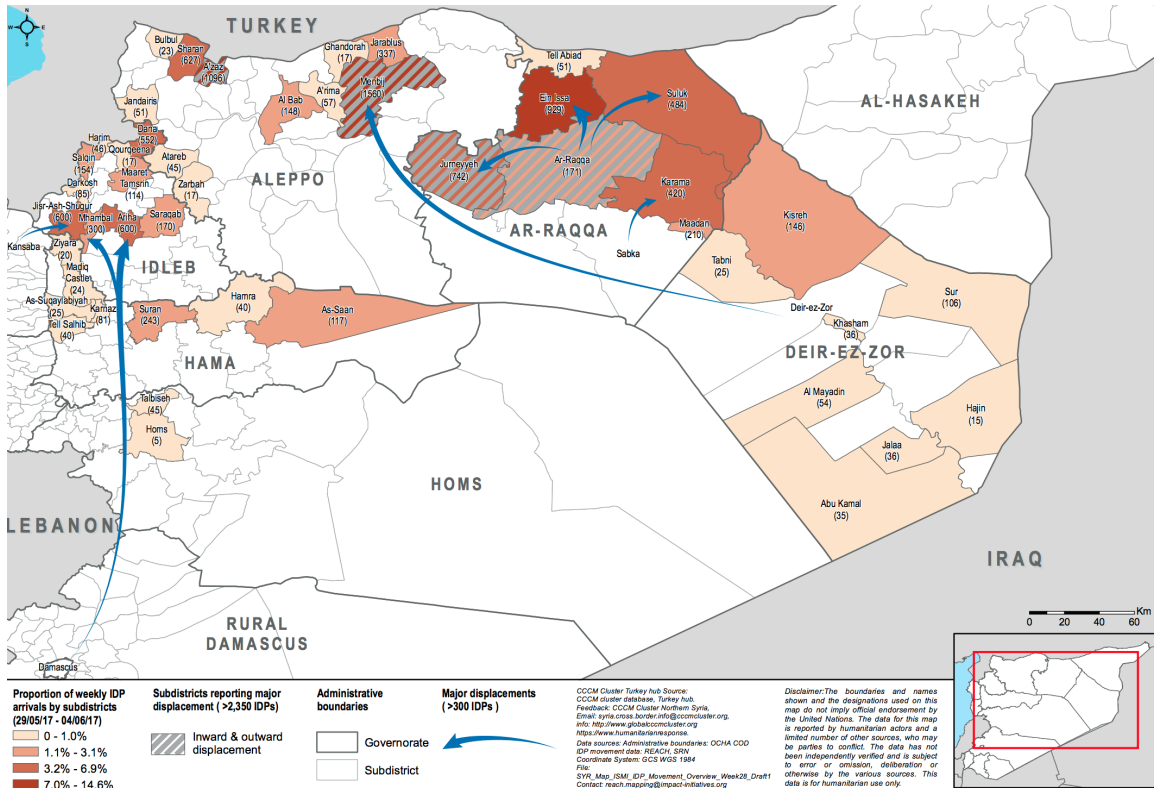 N
W
E
S
TURKEY
Bulbul
(23)
Sharan
(627)
A'zaz
(1096)
Ghandorah
(17)
Jarablus
(337)
Menbij
(1560)
A'rima
(57)
Al Bab
(148)
Tell Abiad
(51)
Ein Issa
(929)
Suluk
(484)
AL-HASAKEH
Jandairis
(51)
Dana
(552)
Harim
(46)
Qourqeena
(17)
Atareb
(45)
Salqin
(154)
Maaret
Tamsrin
(114)
Darkosh
(85)
Zarbah
(17)
ALEPPO
Jurneyyeh
(742)
Ar-Raqqa
(171)
Karama
(420)
Jisr-Ash-Shugur
(600)
Mhambal
(300)
Ariha
(600)
Saraqab
(170)
AR-RAQQA
Maadan
(210)
Kisreh
(146)
Kansaba
Ziyara
(20)
IDLEB
Sabka
Tabni
(25)
Madiq
Castle
(24)
As-Suqaylabiyah
(25)
Karnaz
(81)
Tell Salhib
(40)
Suran
(243)
Hamra
(40)
As-Saan
(117)
Deir-ez-Zor
Sur
(106)
Khasham
(36)
HAMA
DEIR-EZ-ZOR
Talbiseh
(45)
Homs
(5)
Al Mayadin
(54)
Hajin
(15)
Jalaa
(36)
HOMS
Abu Kamal
(35)
LEBANON
IRAQ
RURAL
DAMASCUS
Damascus
Km
0 20 40 60
Proportion of weekly IDP
arrivals by subdistricts
(29/05/17 - 04/06/17)
0 - 1.0%
1.1% - 3.1%
3.2% - 6.9%
7.0% - 14.6%
Subdistricts reporting major
displacement ( >2,350 IDPs)
Inward & outward
displacement
Administrative
boundaries
Governorate
Subdistrict
Major displacements
(>300 IDPs)
CCCM Cluster Turkey hub Source:
CCCM cluster database, Turkey hub.
Feedback: CCCM Cluster Northern Syria,
Email: syria.cross.border.info@cccmcluster.org,
info: http://www.globalcccmcluster.org
https://www.humanitarianresponse.
Data sources: Administrative boundaries: OCHA COD
IDP movement data: REACH, SRN
Coordinate System: GCS WGS 1984
File:
SYR_Map_ISMI_IDP_Movement_Overview_Week28_Draft1
Contact: reach.mapping@impact-initiatives.org
Disclaimer:The boundaries and names
shown and the designations used on this
map do not imply official endorsement by
the United Nations. The data for this map
is reported by humanitarian actors and a
limited number of other sources, who may
be parties to conflict. The data has not
been independently verified and is subject
to error or omission, deliberation or
otherwise by the various sources. This
data is for humanitarian use only.